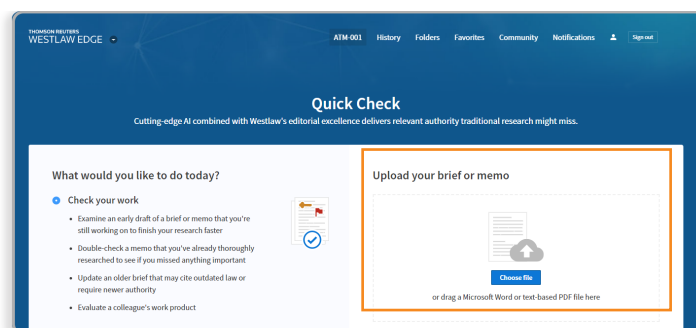 THOMSON REUTERS
WESTLAW EDGE
ATM-001 History Folders Favorites Community Notifications Sign out
Quick Check
Cutting-edge AI combined with Westlaw's editorial excellence delivers relevant authority traditional research might miss.
What would you like to do today?
Check your work
• Examine an early draft of a brief or memo that you're
still working on to finish your research faster
• Double-check a memo that you've already thoroughly
researched to see if you missed anything important
• Update an older brief that may cite outdated law or
require newer authority
• Evaluate a colleague's work product
Upload your brief or memo
Choose file
or drag a Microsoft Word or text-based PDF file here